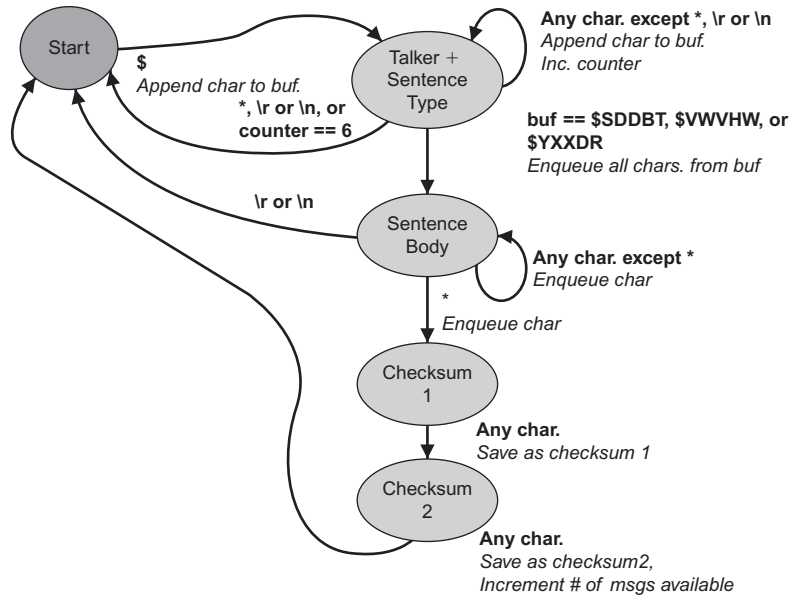 Start
$
Append char to buf.
*, \r or \n, or
counter == 6
Talker +
Sentence
Type
Any char. except *, \r or \n
Append char to buf.
Inc. counter
buf == $SDDBT, $VWVHW, or
$YXXDR
Enqueue all chars. from buf
\r or \n
Sentence
Body
Any char. except *
Enqueue char
*
Enqueue char
Checksum
1
Any char.
Save as checksum 1
Checksum
2
Any char.
Save as checksum2,
Increment # of msgs available